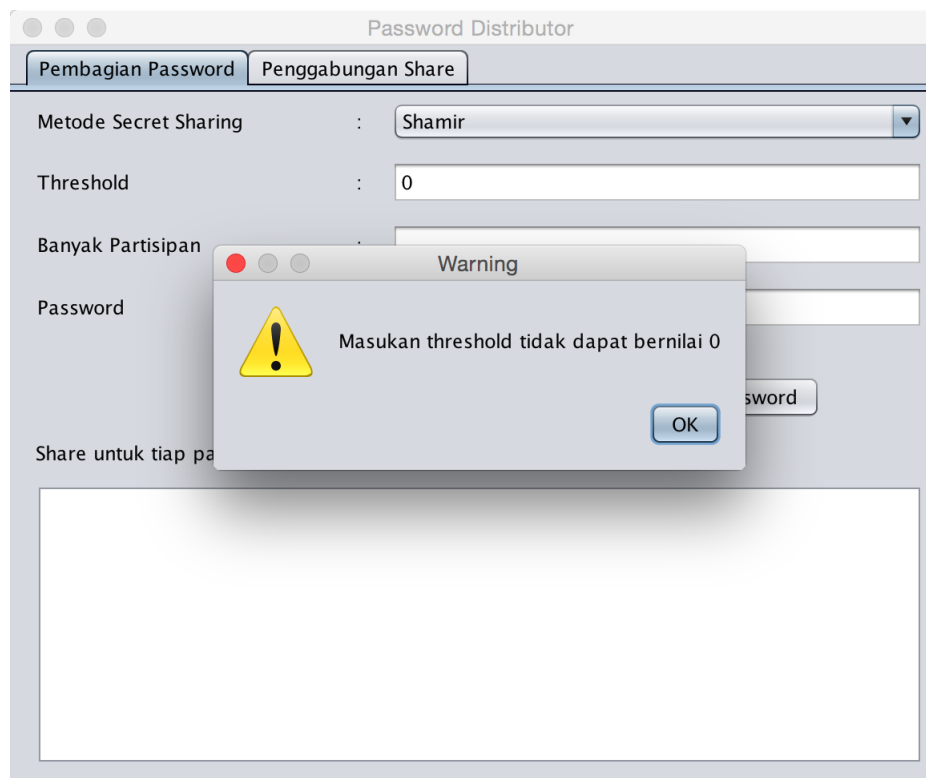 Password Distributor
Pembagian Password Penggabungan Share
Metode Secret Sharing : Shamir
Threshold : 0
Banyak Partisipan :
Warning
Password
Masukan threshold tidak dapat bernilai 0
sword
OK
Share untuk tiap pa